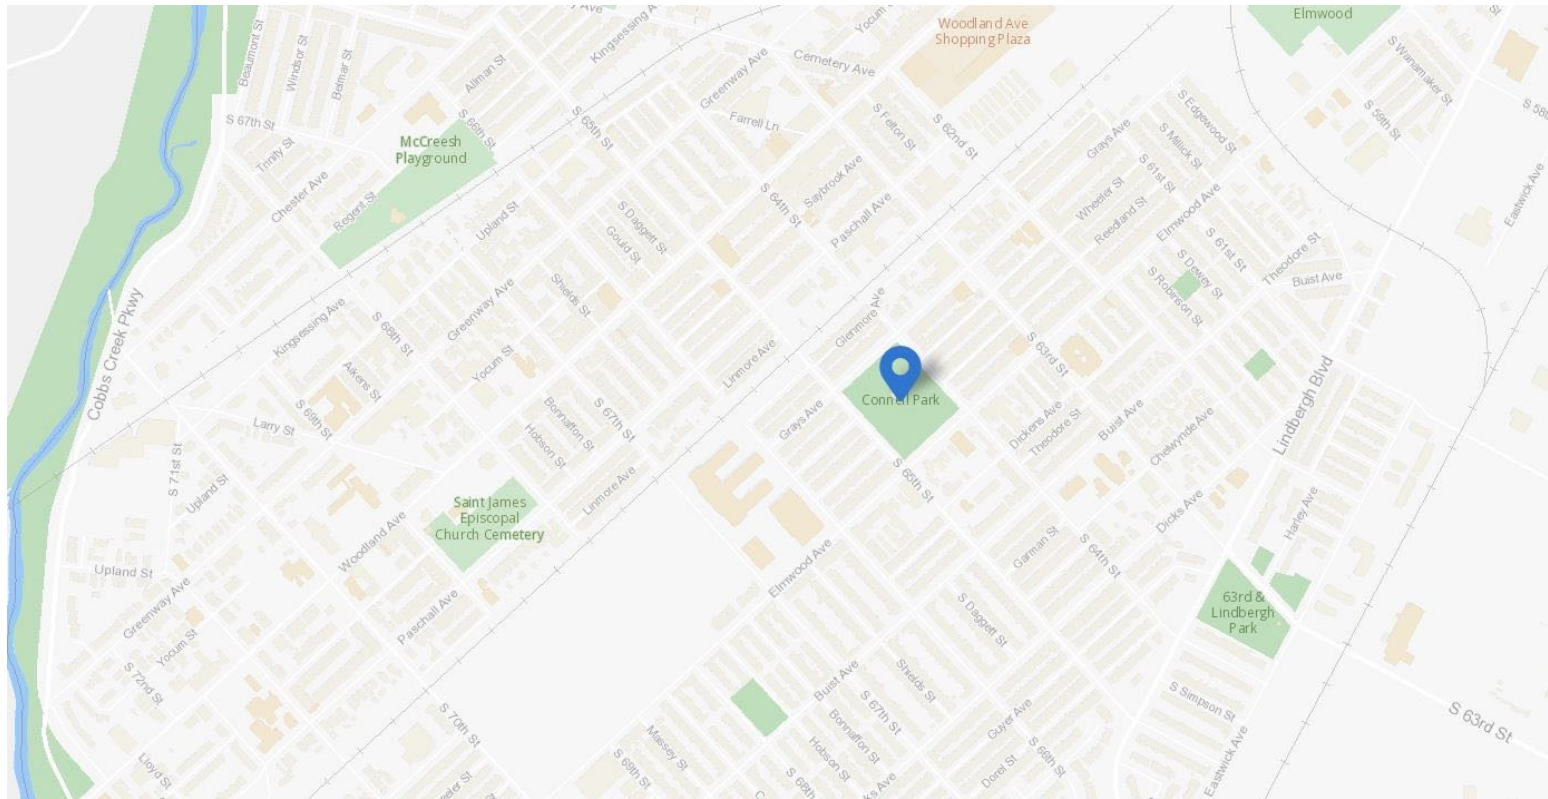 Woodland Ave
Shopping Plaza
Elmwood
Kingsessing A
Yocum S
Cemetery Ave
Beaumont St
Windsor St
Belmar St
Allman St
Greenway Ave
S Wanamaker St
S 59th St
S 58
S 67th St
S 66th St
S 65th St
Farrell Ln
S Felton St
S 62nd St
S Edgewood St
Grays Ave
S Millick St
McCreesh
Playground
Trinity St
Chester Ave
Regent St
Upland St
S Daggett St
Gould St
S 64th St
Saybrook Ave
Paschall Ave
Wheeler St
S 61st St
Reedland St
Elmwood Ave
Eastwick Ave
S 61st St
Theodore St
Buist Ave
S Dewey St
S Robinson St
Cobbs Creek Pkwy
Kingsessing Ave
S 68th St
Greenway Ave
Shields St
Glenmore Ave
Linmore Ave
S 63rd St
Yocum St
Aikens St
S 69th St
Connell Park
Lindbergh Blvd
Larry St
Bonnaffon St
Hobson St
S 67th St
Grays Ave
Dickens Ave
Theodore St
Buist Ave
Chelwynde Ave
S 71st St
Upland St
Linmore Ave
S 65th St
Saint James
Episcopal
Church Cemetery
Woodland Ave
Dicks Ave
Harley Ave
Upland St
Greenway Ave
Elmwood Ave
Garman St
S 64th St
Paschall Ave
Yocum St
S Daggett St
63rd &
Lindbergh
Park
S 72nd St
Buist Ave
Shields St
S 67th St
S Simpson St
S 63rd St
S 70th St
Massey St
Bonnaffon St
Guyer Ave
S 66th St
Lloyd St
S 69th St
Hobson St
S 68th
Dorel St
Eastwick Ave